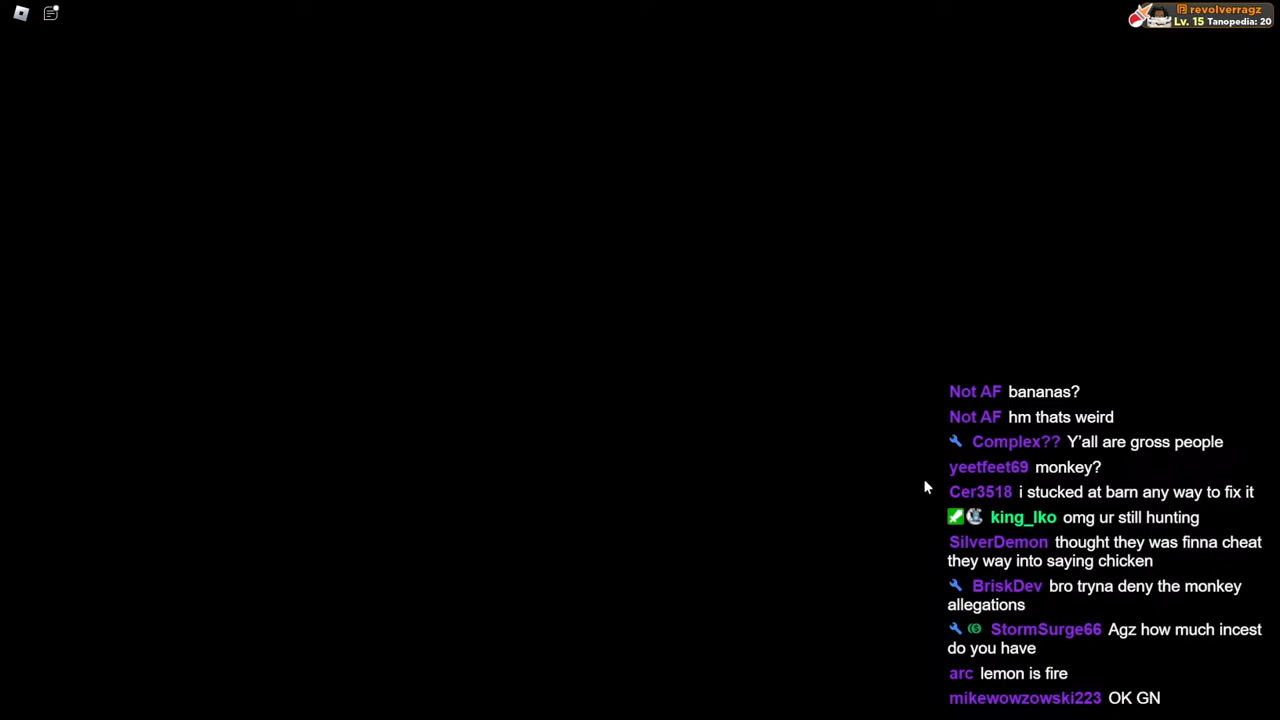 revolverragz
Lv. 15 Tanopedia: 20
Not AF bananas?
Not AF hm thats weird
Complex?? Y'all are gross people
yeetfeet69 monkey?
Cer3518 i stucked at barn any way to fix it
king_lko omg ur still hunting
SilverDemon thought they was finna cheat
they way into saying chicken
BriskDev bro tryna deny the monkey
allegations
StormSurge66 Agz how much incest
do you have
arc lemon is fire
mikewowzowski223 OK GN